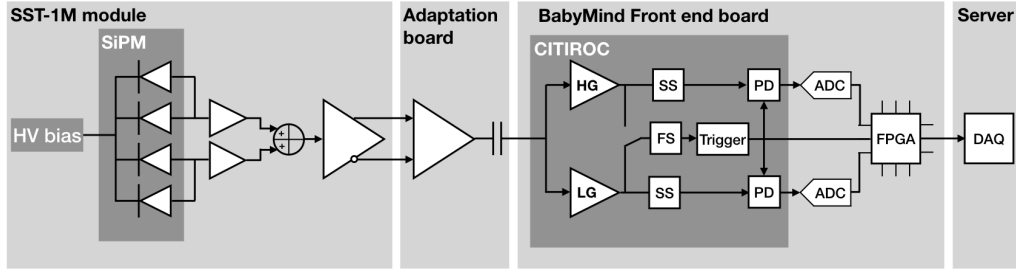 SST-1M module
Adaptation
board
BabyMind Front end board
Server
SiPM
CITIROC
HV bias
+
+
HG
SS
PD
ADC
FS
Trigger
FPGA
DAQ
LG
SS
PD
ADC